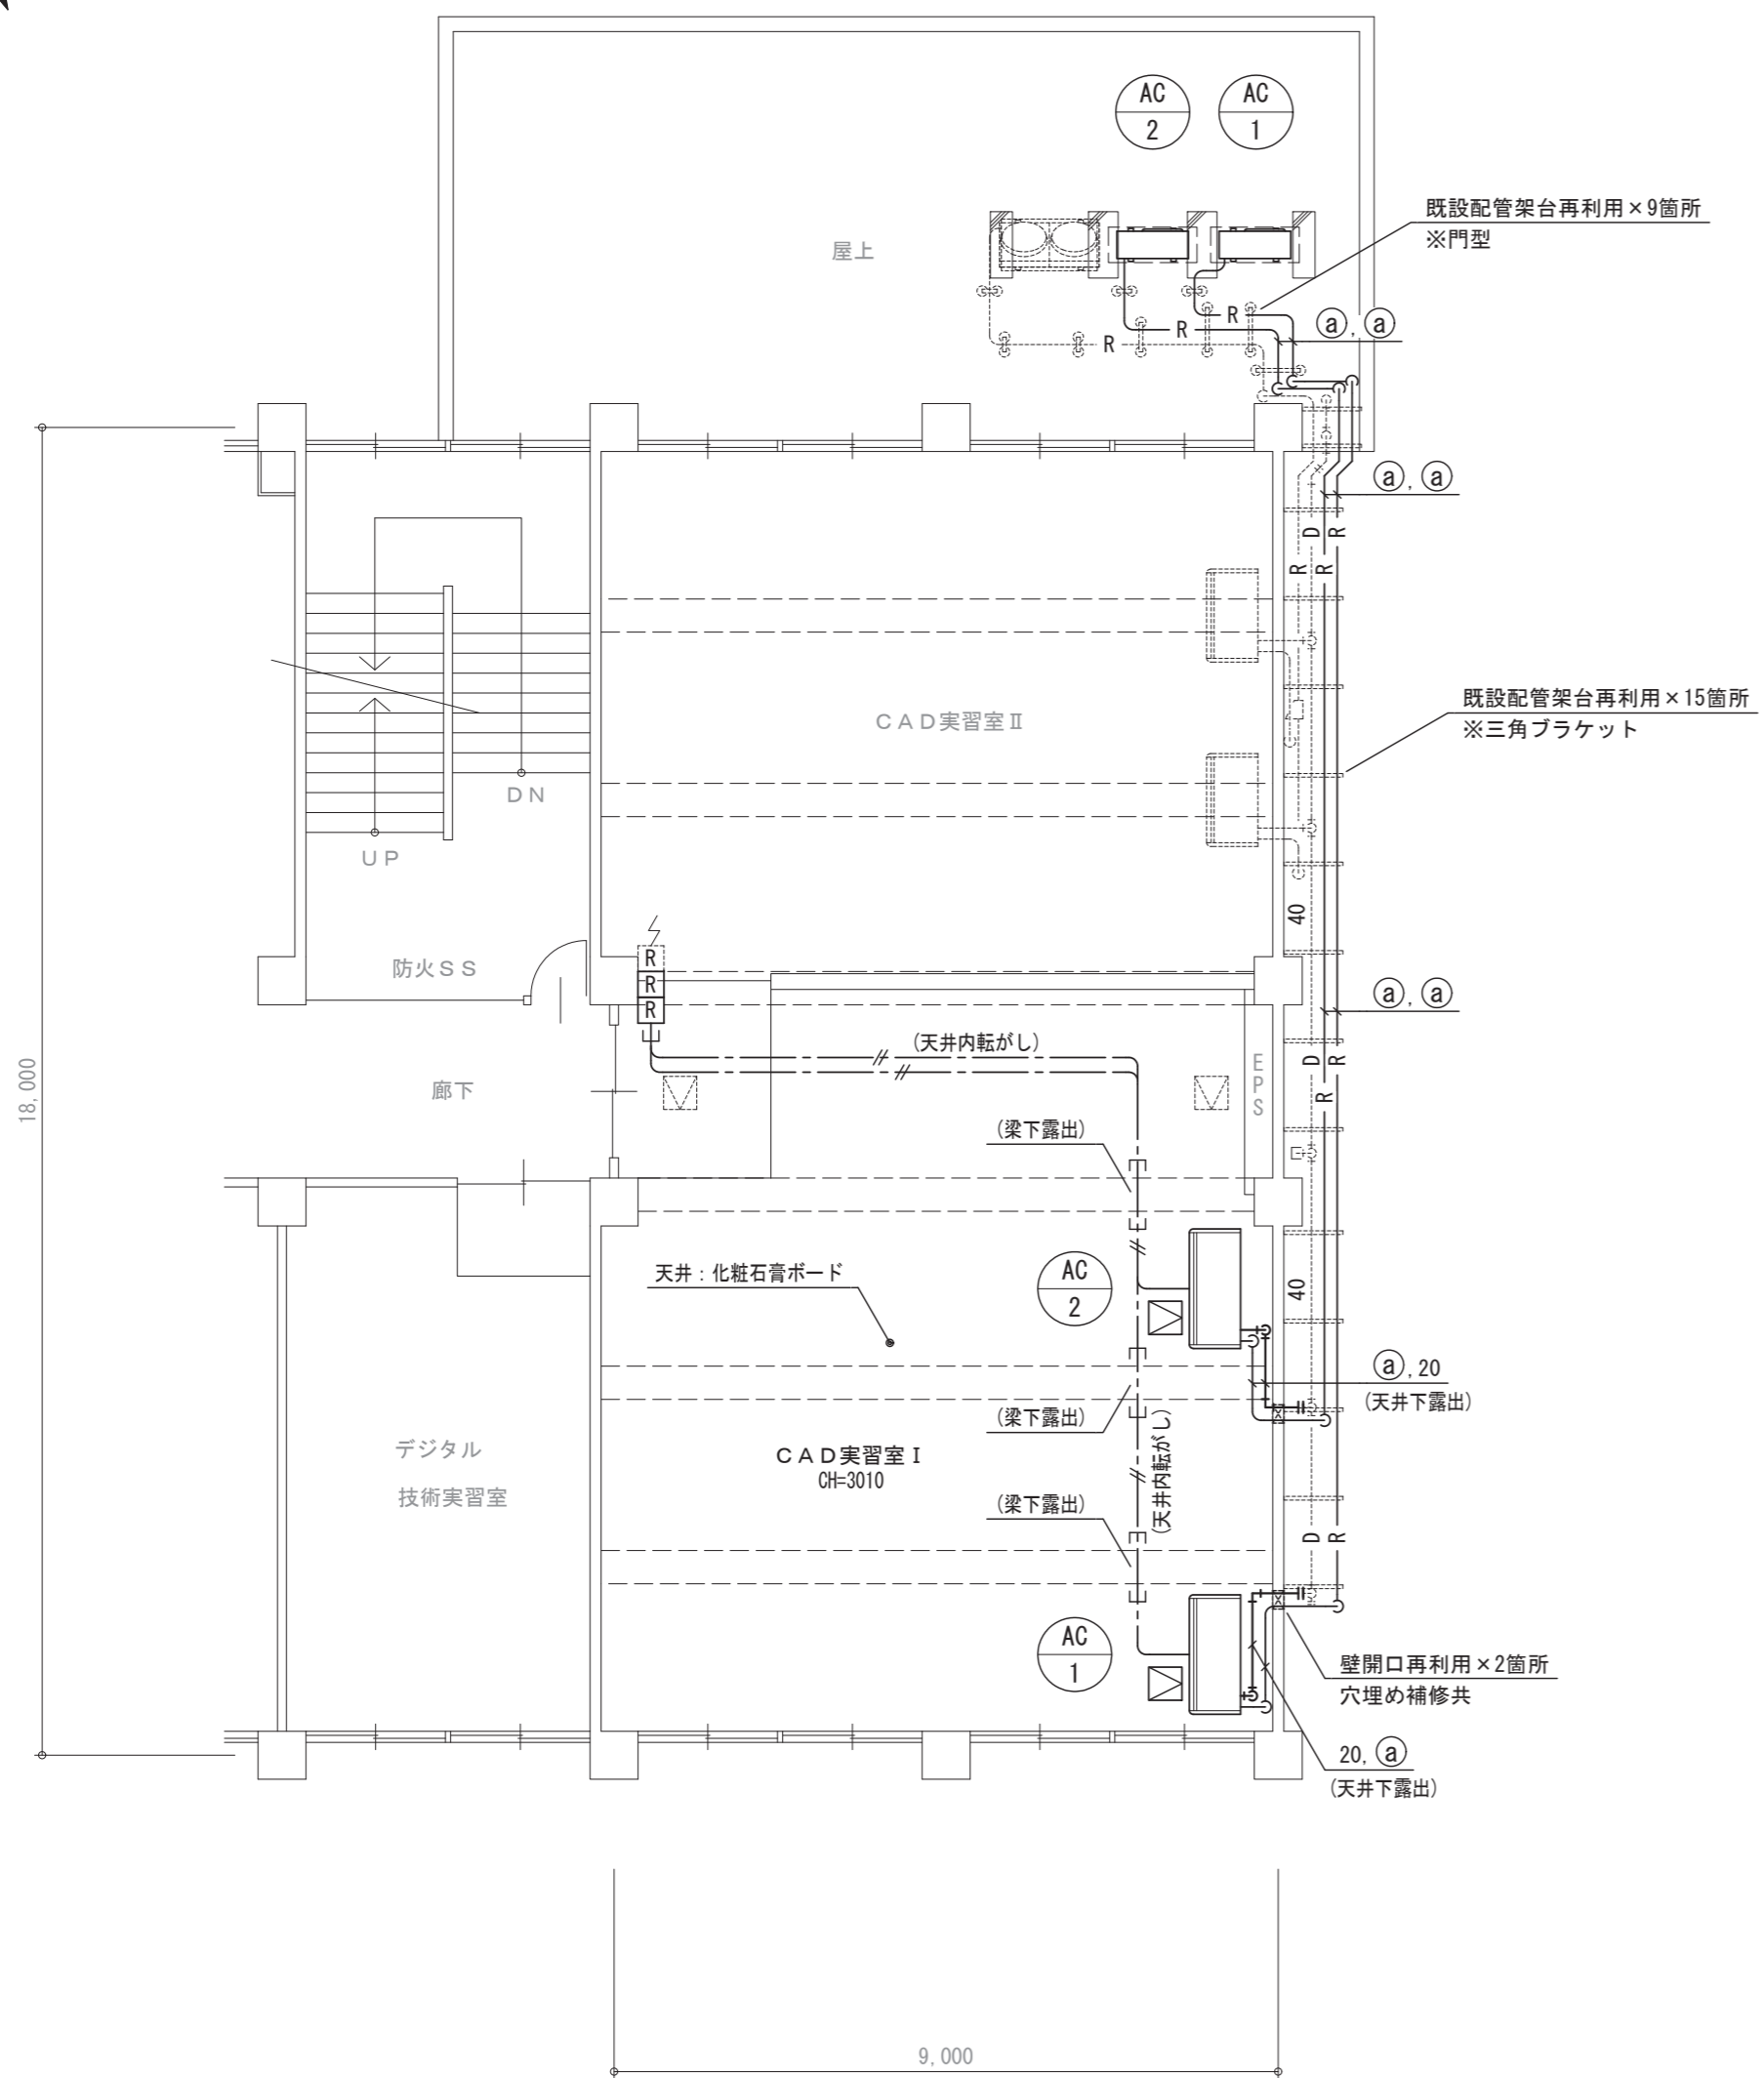 AC
2
AC
1
既設配管架台再利用×9箇所
※門型
屋上
R
R
R
ⓐ, ⓐ
ⓐ, ⓐ
D
R
R
R
既設配管架台再利用×15箇所
※三角ブラケット
CAD実習室Ⅱ
DN
UP
40
防火SS
R
R
R
ⓐ, ⓐ
(天井内転がし)
EPS
D
R
R
18,000
廊下
(梁下露出)
天井：化粧石膏ボード
AC
2
40
ⓐ, 20
(天井下露出)
(梁下露出)
(天井内転がし)
デジタル
技術実習室
CAD実習室Ⅰ
CH=3010
(梁下露出)
D
R
AC
1
壁開口再利用×2箇所
穴埋め補修共
20, ⓐ
(天井下露出)
9,000